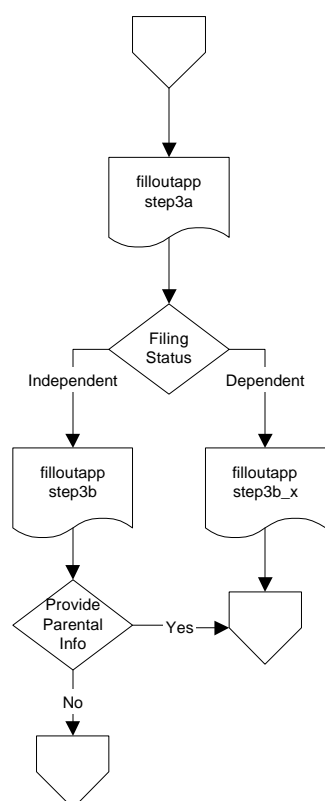 filloutapp
step3a
Filing
Status
Independent
Dependent
filloutapp
step3b
filloutapp
step3b_x
Provide
Parental
Info
Yes
No